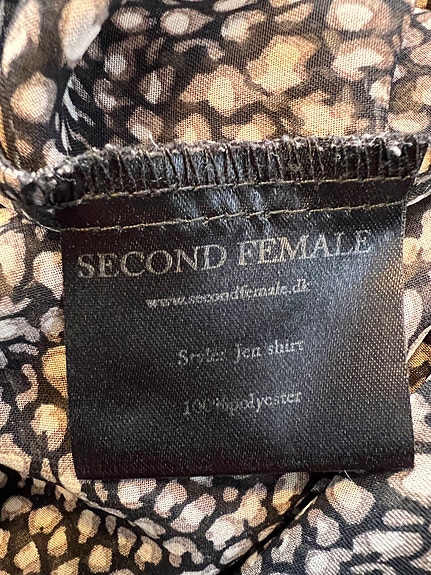 SECOND FEMALE
www.secondfemale.dk
Style: Jen shirt
100%polyester